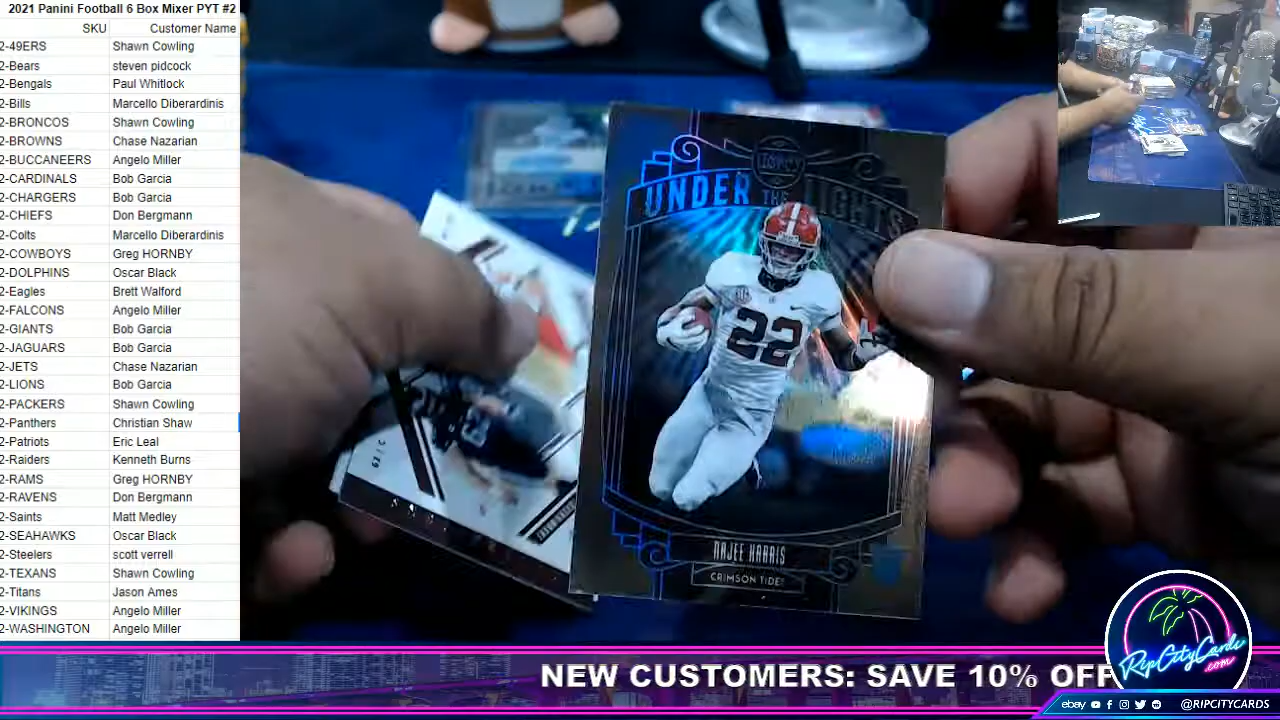 2021 Panini Football 6 Box Mixer PYT #2
SKU Customer Name
2-49ERS Shawn Cowling
2-Bears steven pidcock
2-Bengals Paul Whitlock
2-Bills Marcello Diberardinis
2-BRONCOS Shawn Cowling
2-BROWNS Chase Nazarian
2-BUCCANEERS Angelo Miller
2-CARDINALS Bob Garcia
2-CHARGERS Bob Garcia
2-CHIEFS Don Bergmann
2-Colts Marcello Diberardinis
2-COWBOYS Greg HORNBY
2-DOLPHINS Oscar Black
2-Eagles Brett Walford
2-FALCONS Angelo Miller
2-GIANTS Bob Garcia
2-JAGUARS Bob Garcia
2-JETS Chase Nazarian
2-LIONS Bob Garcia
2-PACKERS Shawn Cowling
2-Panthers Christian Shaw
2-Patriots Eric Leal
2-Raiders Kenneth Burns
2-RAMS Greg HORNBY
2-RAVENS Don Bergmann
2-Saints Matt Medley
2-SEAHAWKS Oscar Black
2-Steelers scott verrell
2-TEXANS Shawn Cowling
2-Titans Jason Ames
2-VIKINGS Angelo Miller
2-WASHINGTON Angelo Miller
LEGACY
UNDER THE LIGHTS
22
NAJEE HARRIS
CRIMSON TIDE
NEW CUSTOMERS: SAVE 10% OFF
RipCityCards
.com
ebay @RIPCITYCARDS